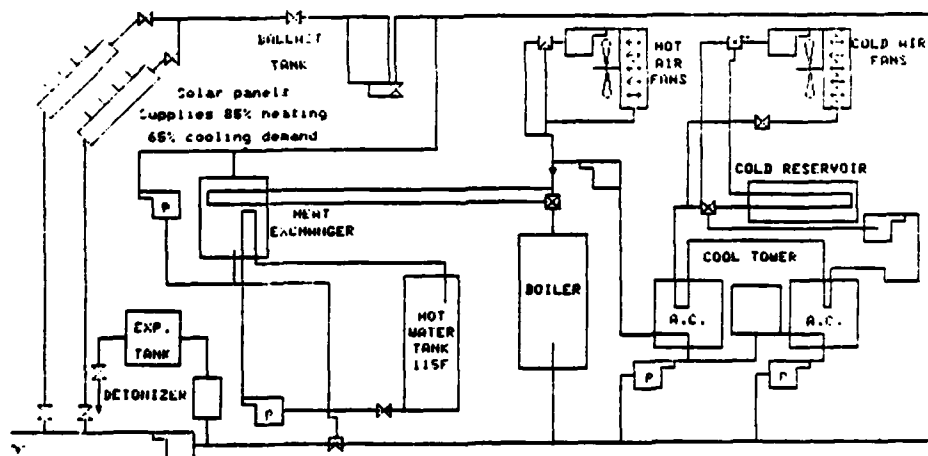 BALLAST
TANK
Solar panels
Supplies 85% heating
65% cooling demand
HOT
AIR
FANS
COLD AIR
FANS
COLD RESERVOIR
P
HEAT
EXCHANGER
COOL TOWER
BOILER
A.C.
A.C.
HOT
WATER
TANK
115F
EXP.
TANK
DEIONIZER
P
P
P